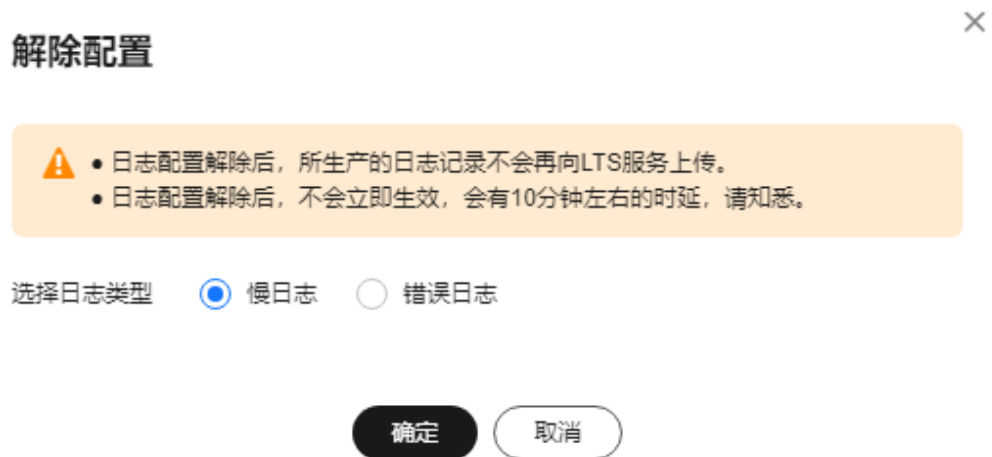 解除配置
● 日志配置解除后，所生产的日志记录不会再向LTS服务上传。
● 日志配置解除后，不会立即生效，会有10分钟左右的时延，请知悉。
选择日志类型 慢日志 错误日志
确定 取消